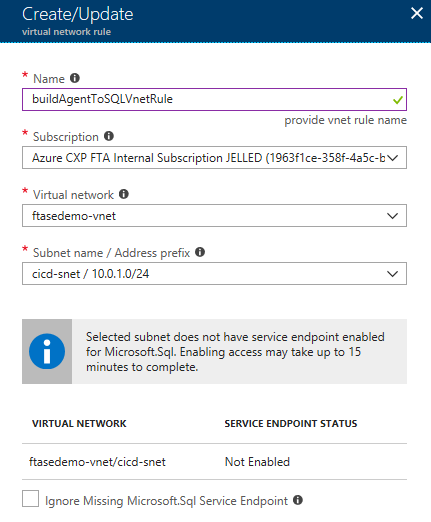 Create/Update
virtual network rule
* Name
buildAgentToSQLVnetRule
provide vnet rule name
* Subscription
Azure CXP FTA Internal Subscription JELLED (1963f1ce-358f-4a5c-b
* Virtual network
ftasedemo-vnet
* Subnet name / Address prefix
cicd-snet / 10.0.1.0/24
Selected subnet does not have service endpoint enabled
for Microsoft.Sql. Enabling access may take up to 15
minutes to complete.
VIRTUAL NETWORK SERVICE ENDPOINT STATUS
ftasedemo-vnet/cicd-snet Not Enabled
Ignore Missing Microsoft.Sql Service Endpoint